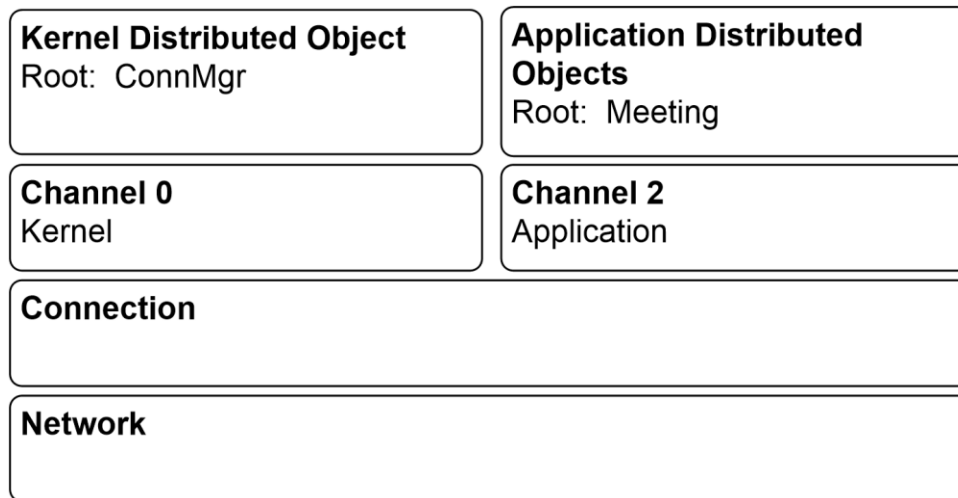 Kernel Distributed Object
Root: ConnMgr
Application Distributed
Objects
Root: Meeting
Channel 0
Kernel
Channel 2
Application
Connection
Network